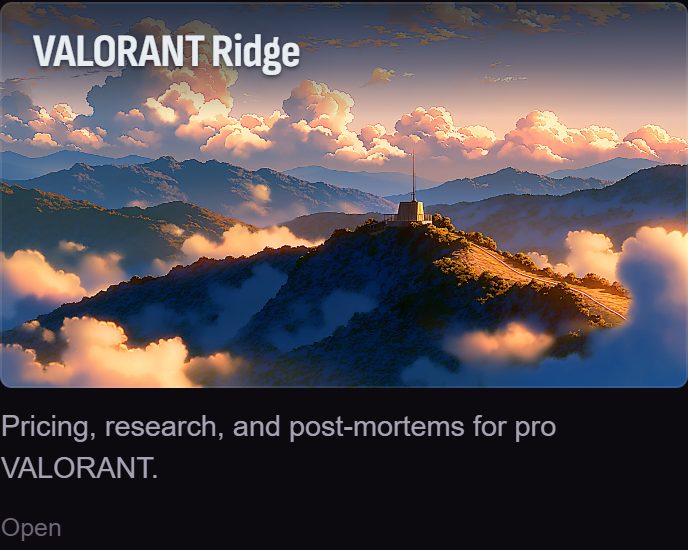 VALORANT Ridge
Pricing, research, and post-mortems for pro
VALORANT.
Open